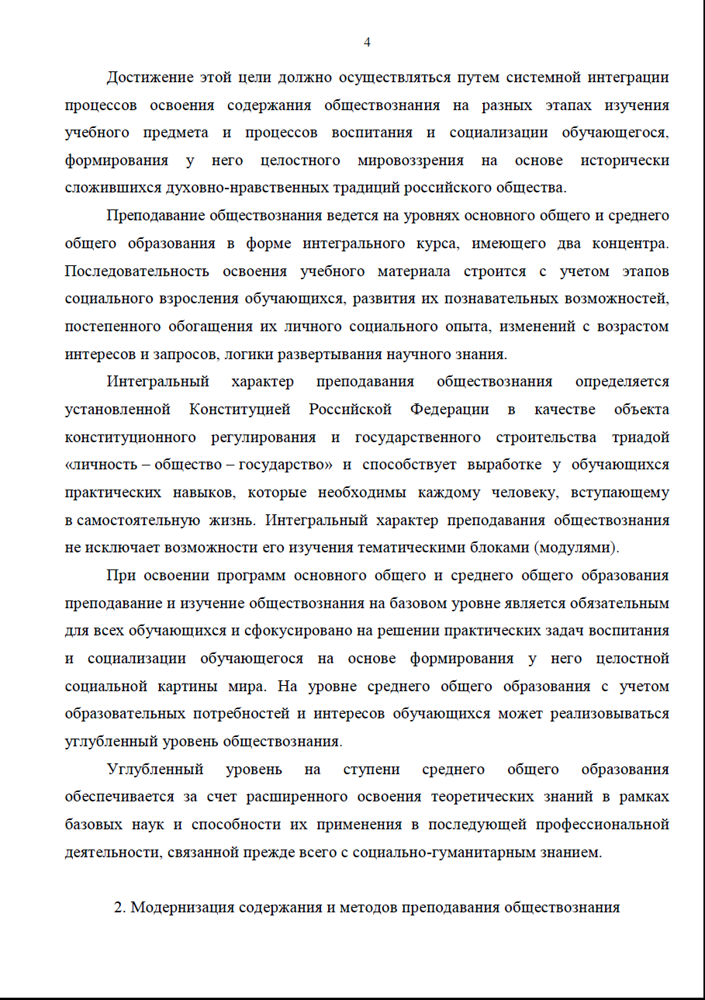 4
Достижение этой цели должно осуществляться путем системной интеграции
процессов освоения содержания обществознания на разных этапах изучения
учебного предмета и процессов воспитания и социализации обучающегося,
формирования у него целостного мировоззрения на основе исторически
сложившихся духовно-нравственных традиций российского общества.
Преподавание обществознания ведется на уровнях основного общего и среднего
общего образования в форме интегрального курса, имеющего два концентра.
Последовательность освоения учебного материала строится с учетом этапов
социального взросления обучающихся, развития их познавательных возможностей,
постепенного обогащения их личного социального опыта, изменений с возрастом
интересов и запросов, логики развертывания научного знания.
Интегральный характер преподавания обществознания определяется
установленной Конституцией Российской Федерации в качестве объекта
конституционного регулирования и государственного строительства триадой
«личность – общество – государство» и способствует выработке у обучающихся
практических навыков, которые необходимы каждому человеку, вступающему
в самостоятельную жизнь. Интегральный характер преподавания обществознания
не исключает возможности его изучения тематическими блоками (модулями).
При освоении программ основного общего и среднего общего образования
преподавание и изучение обществознания на базовом уровне является обязательным
для всех обучающихся и сфокусировано на решении практических задач воспитания
и социализации обучающегося на основе формирования у него целостной
социальной картины мира. На уровне среднего общего образования с учетом
образовательных потребностей и интересов обучающихся может реализовываться
углубленный уровень обществознания.
Углубленный уровень на ступени среднего общего образования
обеспечивается за счет расширенного освоения теоретических знаний в рамках
базовых наук и способности их применения в последующей профессиональной
деятельности, связанной прежде всего с социально-гуманитарным знанием.
2. Модернизация содержания и методов преподавания обществознания